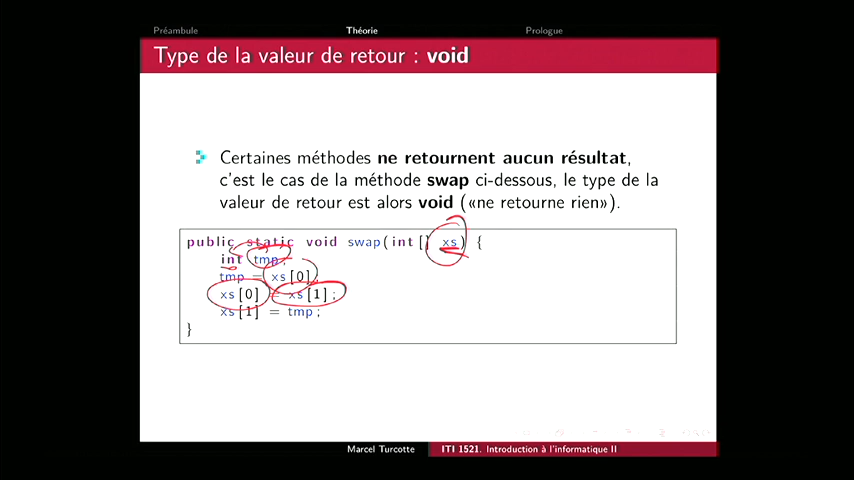 Préambule Théorie Prologue
Type de la valeur de retour : void
Certaines méthodes ne retournent aucun résultat,
c'est le cas de la méthode swap ci-dessous, le type de la
valeur de retour est alors void («ne retourne rien»).
public static void swap(int[] xs) {
int tmp;
tmp = xs[0];
xs[0] = xs[1];
xs[1] = tmp;
}
Marcel Turcotte ITI 1521. Introduction à l'informatique II